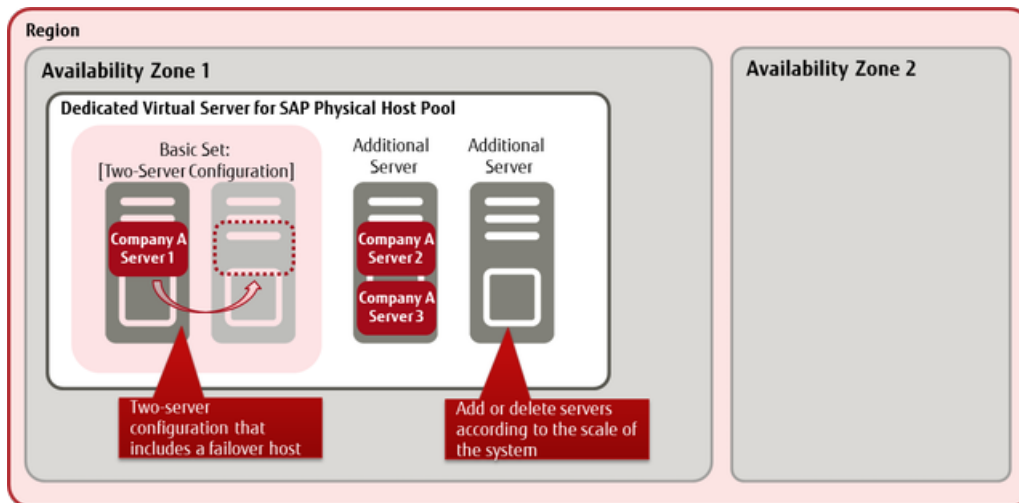 Region
Availability Zone 1
Availability Zone 2
Dedicated Virtual Server for SAP Physical Host Pool
Basic Set:
[Two-Server Configuration]
Additional
Server
Additional
Server
Company A
Server 1
Company A
Server 2
Company A
Server 3
Two-server
configuration that
includes a failover host
Add or delete servers
according to the scale of
the system